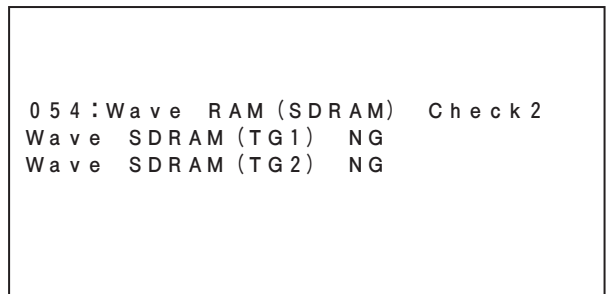 054:Wave RAM(SDRAM) Check2
Wave SDRAM(TG1) NG
Wave SDRAM(TG2) NG